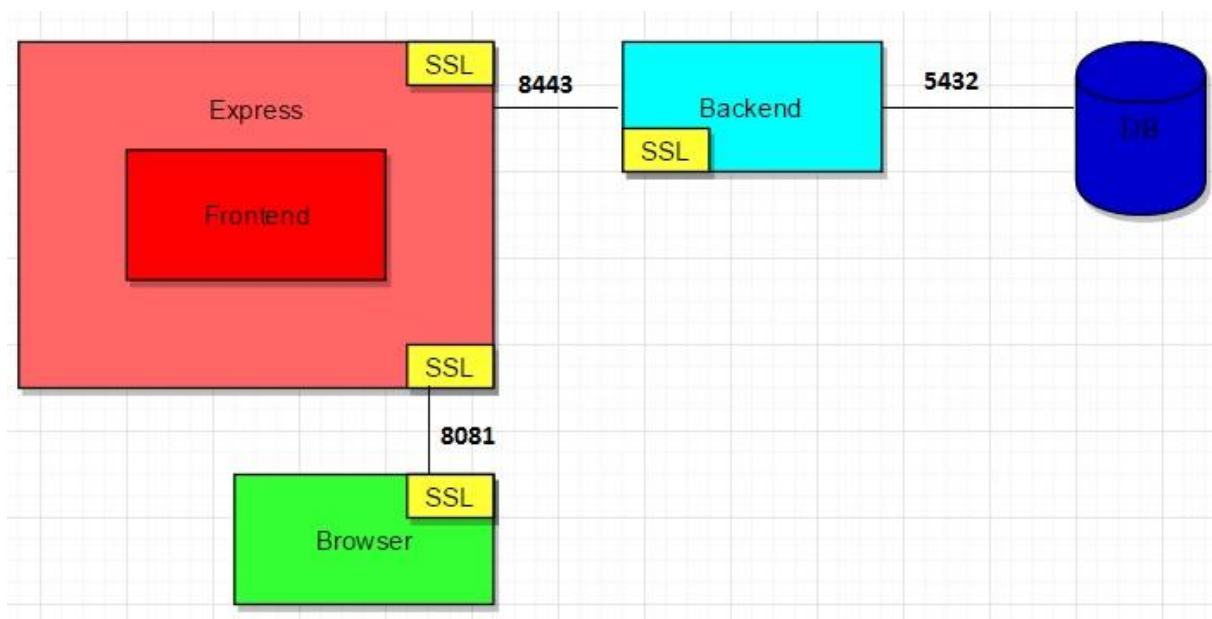 SSL
Express
8443
Backend
5432
DB
SSL
Frontend
SSL
8081
SSL
Browser